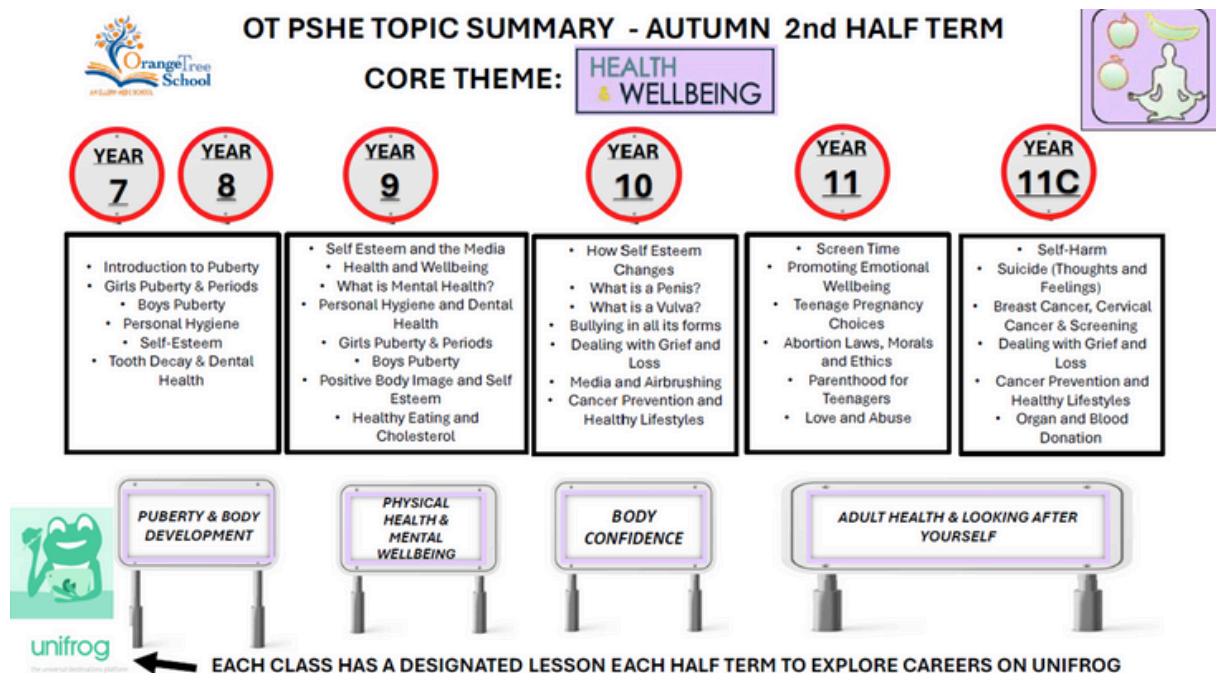 OT PSHE TOPIC SUMMARY - AUTUMN 2nd HALF TERM
OrangeTree
School
CORE THEME:
HEALTH
& WELLBEING
YEAR
7
YEAR
8
YEAR
9
YEAR
10
YEAR
11
YEAR
11C
• Introduction to Puberty
• Girls Puberty & Periods
• Boys Puberty
• Personal Hygiene
• Self-Esteem
• Tooth Decay & Dental
Health
• Self Esteem and the Media
• Health and Wellbeing
• What is Mental Health?
• Personal Hygiene and Dental
Health
• Girls Puberty & Periods
• Boys Puberty
• Positive Body Image and Self
Esteem
• Healthy Eating and
Cholesterol
• How Self Esteem
Changes
• What is a Penis?
• What is a Vulva?
• Bullying in all its forms
• Dealing with Grief and
Loss
• Media and Airbrushing
• Cancer Prevention and
Healthy Lifestyles
• Screen Time
• Promoting Emotional
Wellbeing
• Teenage Pregnancy
Choices
• Abortion Laws, Morals
and Ethics
• Parenthood for
Teenagers
• Love and Abuse
• Self-Harm
• Suicide (Thoughts and
Feelings)
• Breast Cancer, Cervical
Cancer & Screening
• Dealing with Grief and
Loss
• Cancer Prevention and
Healthy Lifestyles
• Organ and Blood
Donation
PUBERTY & BODY
DEVELOPMENT
PHYSICAL
HEALTH &
MENTAL
WELLBEING
BODY
CONFIDENCE
ADULT HEALTH & LOOKING AFTER
YOURSELF
unifrog
the universal destinations platform
EACH CLASS HAS A DESIGNATED LESSON EACH HALF TERM TO EXPLORE CAREERS ON UNIFROG